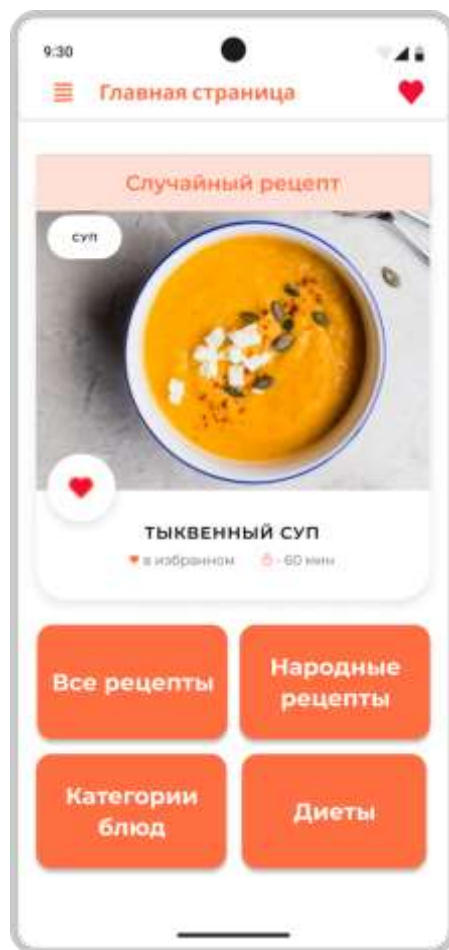 9:30
Главная страница
Случайный рецепт
СУП
ТЫКВЕННЫЙ СУП
в избранном - 60 мин
Все рецепты
Народные
рецепты
Категории
блюд
Диеты